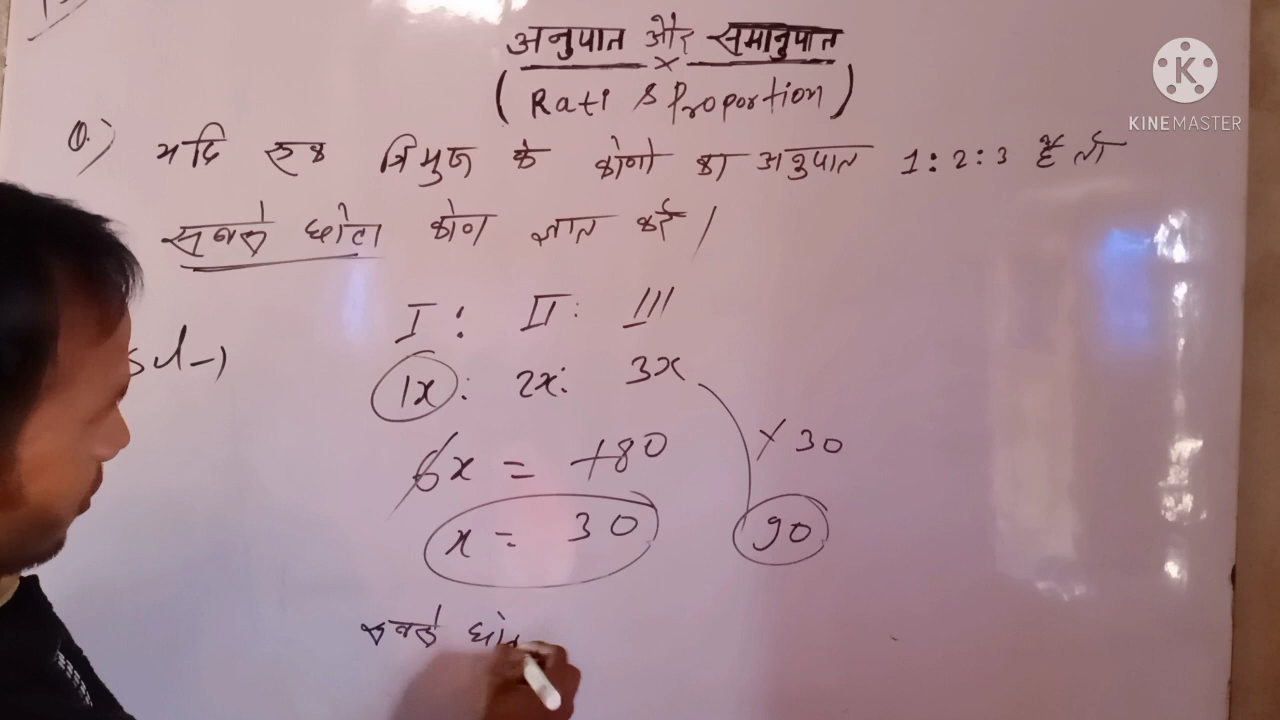 अनुपात और समानुपात
×
( Rati & Proportion )
KINEMASTER
Q) यदि एक त्रिभुज के कोणो का अनुपात 1 : 2 : 3 है तो
सबसे छोटा कोण ज्ञात करें |
I : II : III
Sol →
1x : 2x : 3x
6x = 180
× 30
x = 30
90
सबसे